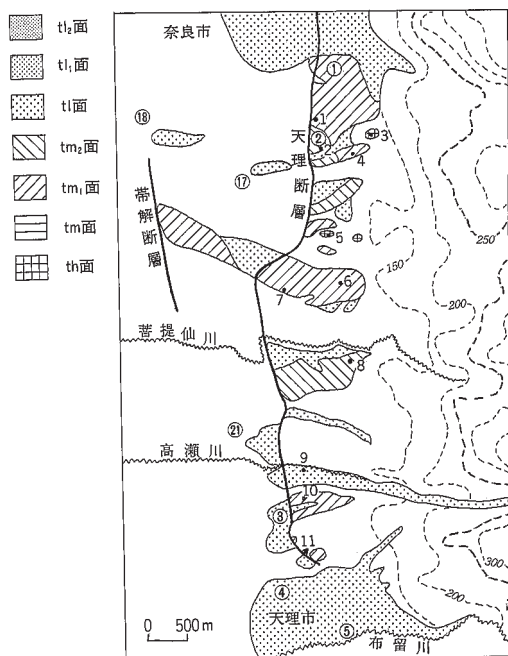 tl₂面
tl₁面
tl面
tm₂面
tm₁面
tm面
th面
奈良市
①
1
②
2
3
4
⑱
⑰
天理断層
帯解断層
5
6
7
250
150
200
菩提仙川
8
㉑
高瀬川
9
10
③
11
300
200
④
天理市
⑤
布留川
0 500m